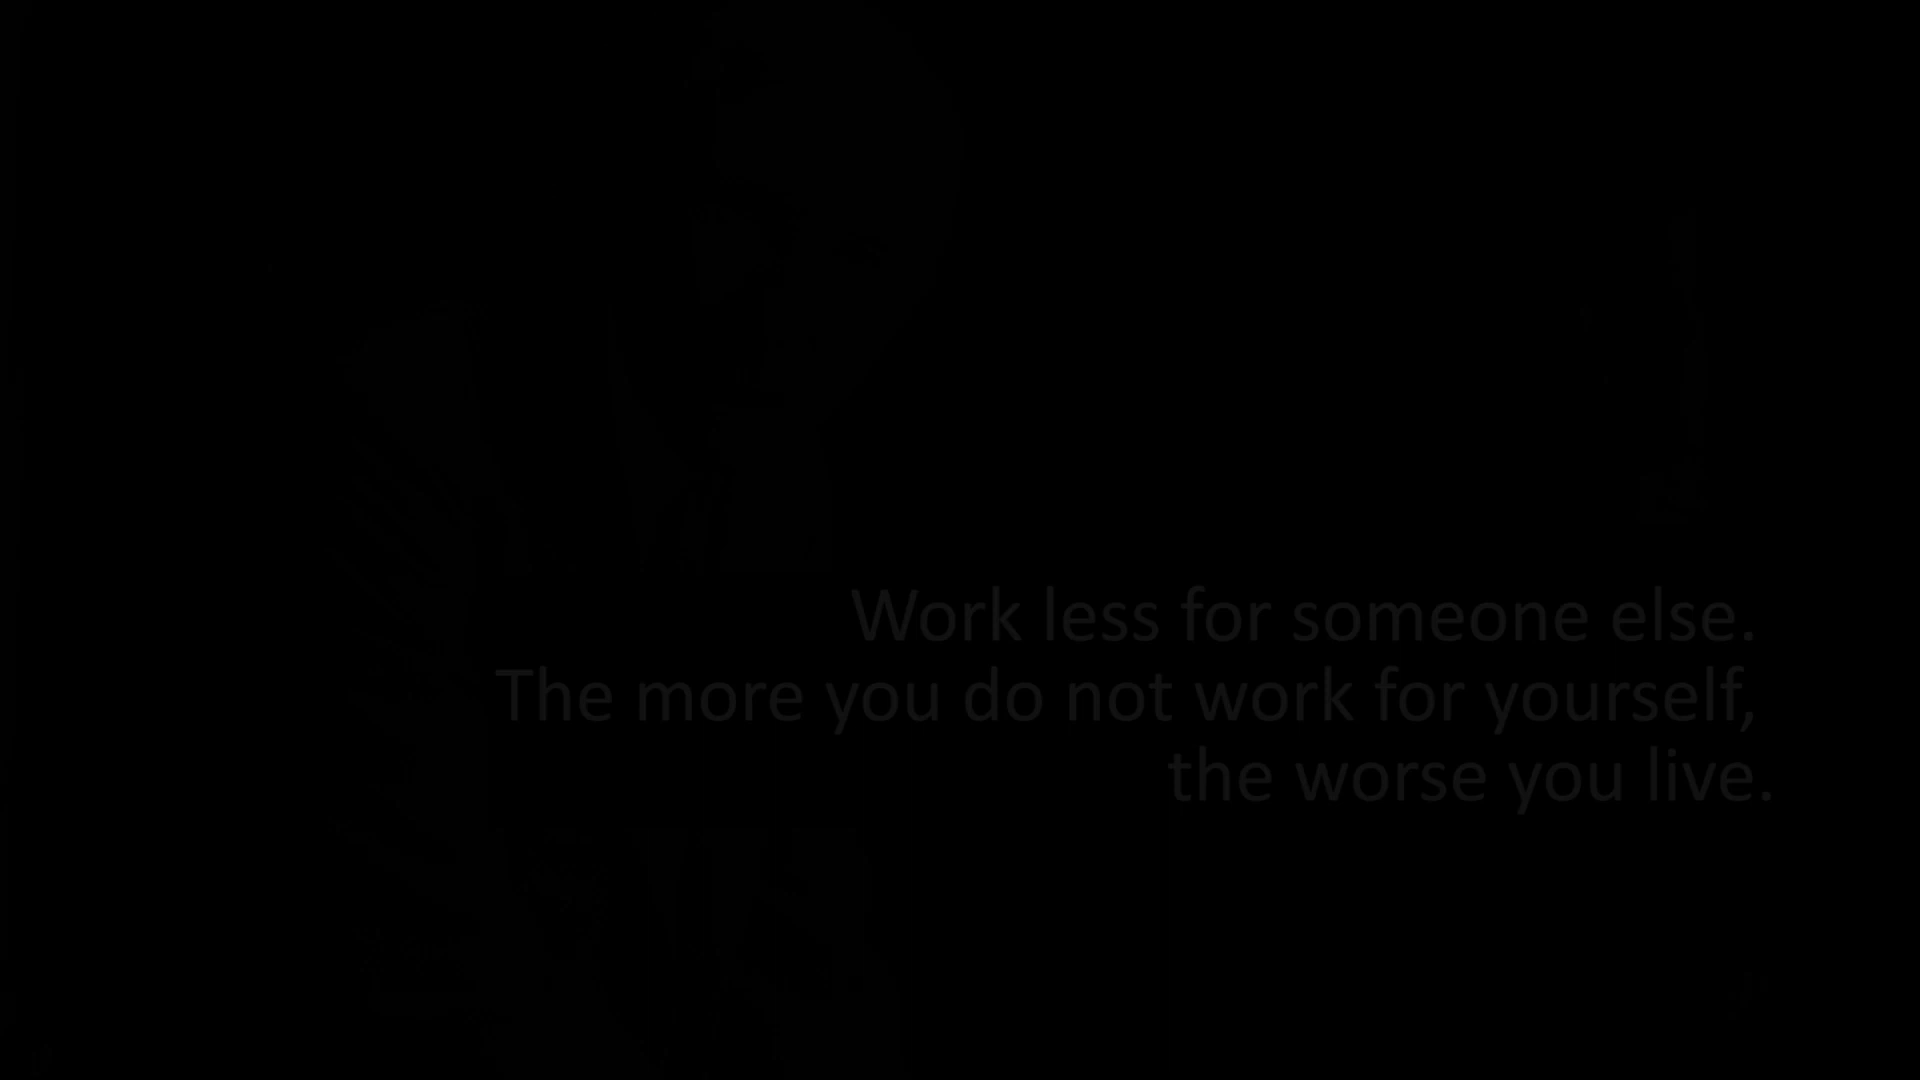 Work less for someone else.
The more you do not work for yourself,
the worse you live.